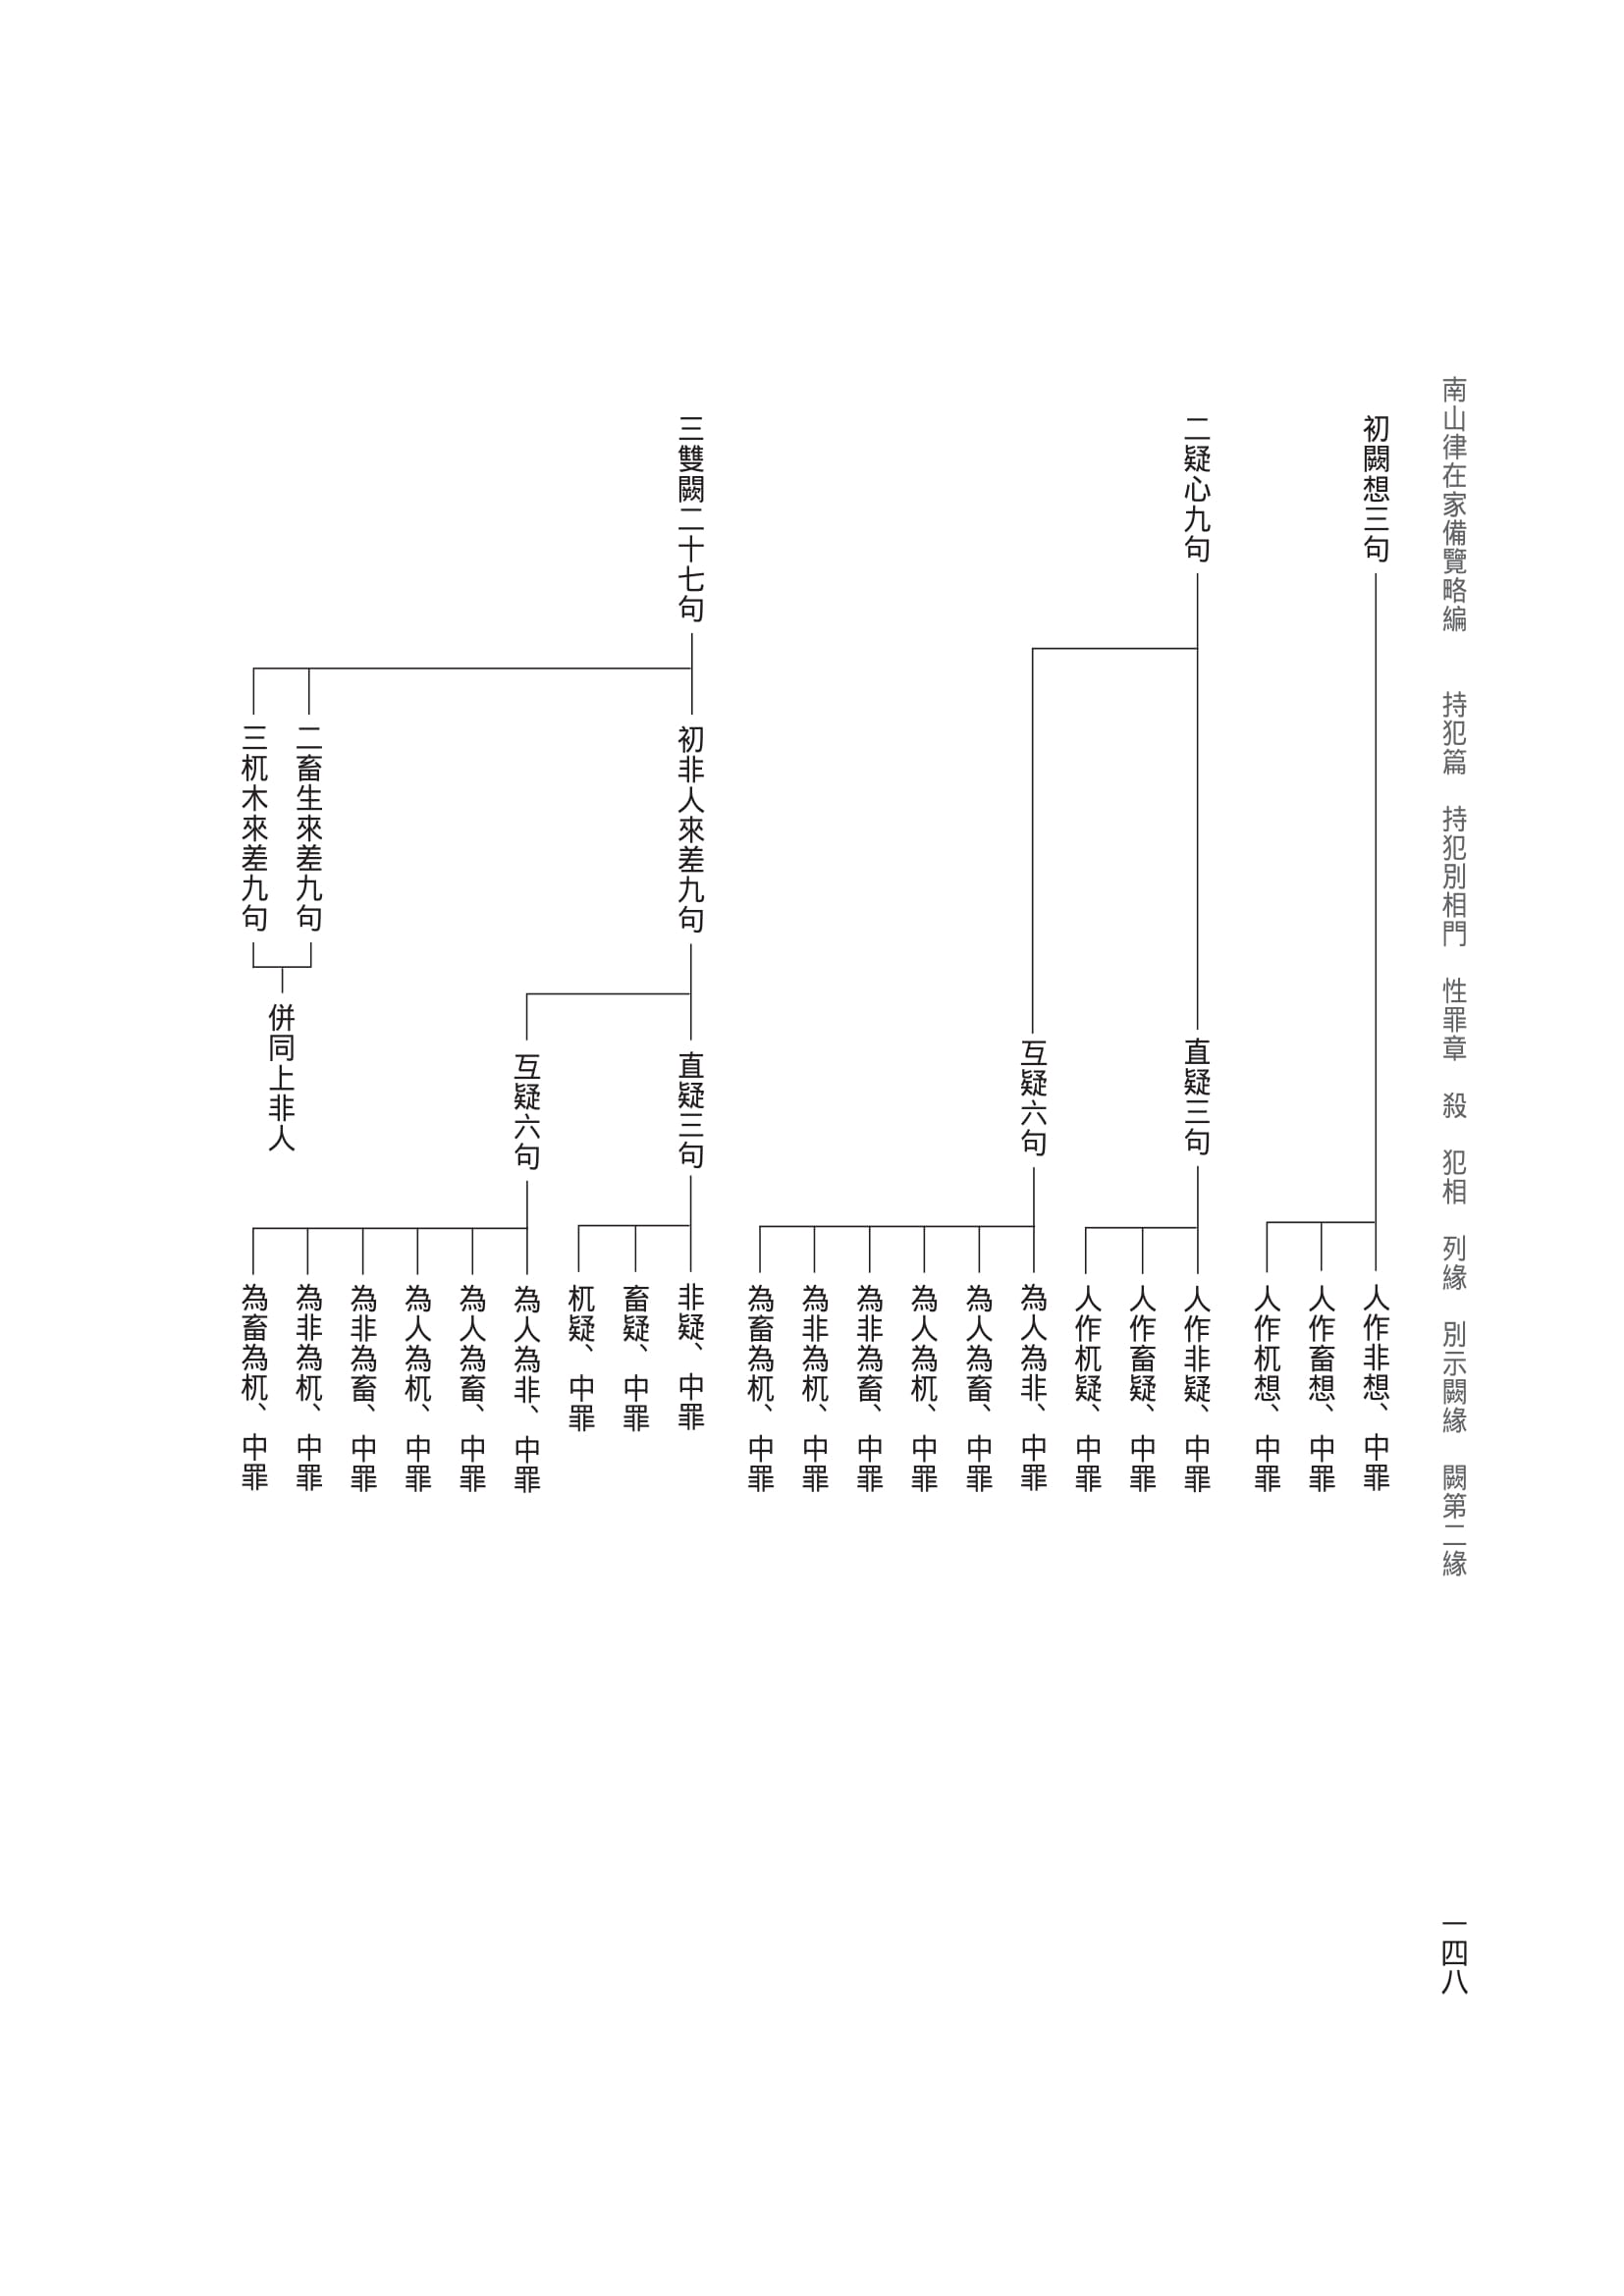 南山律在家備覽略編　　持犯篇　持犯別相門　性罪章　殺　犯相　列緣　別示闕緣　闕第二緣
一四八
初闕想三句
人作非想、中罪
人作畜想、中罪
人作杌想、中罪
二疑心九句
直疑三句
人作非疑、中罪
人作畜疑、中罪
人作杌疑、中罪
互疑六句
為人為非、中罪
為人為畜、中罪
為人為杌、中罪
為非為畜、中罪
為非為杌、中罪
為畜為杌、中罪
三雙闕二十七句
初非人來差九句
直疑三句
非疑、中罪
畜疑、中罪
杌疑、中罪
互疑六句
為人為非、中罪
為人為畜、中罪
為人為杌、中罪
為非為畜、中罪
為非為杌、中罪
為畜為杌、中罪
二畜生來差九句
三杌木來差九句
併同上非人